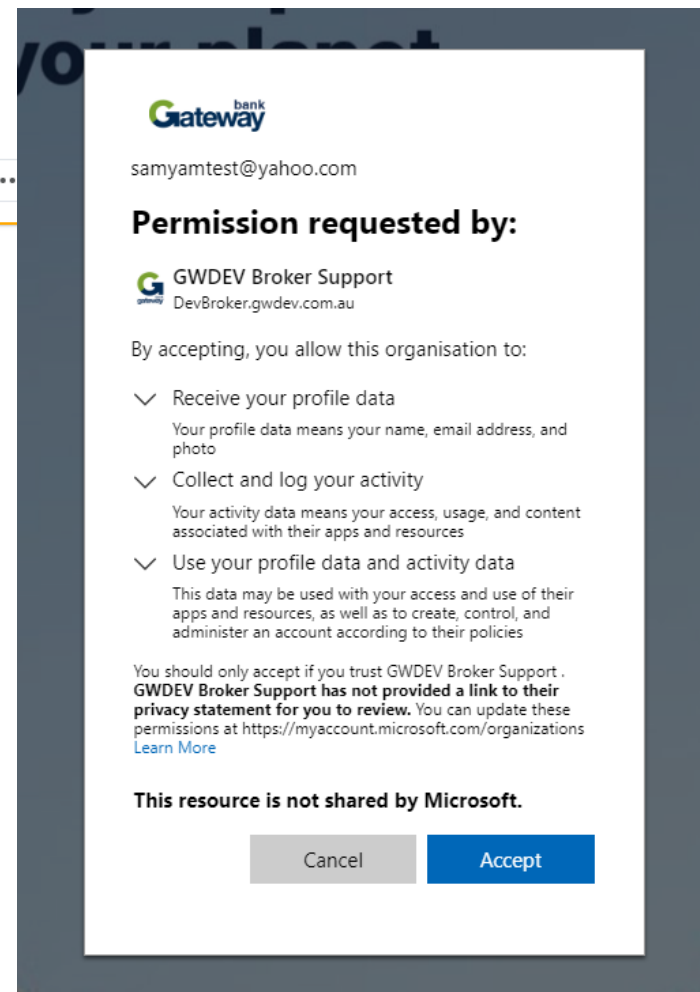 your planet
bank
Gateway
samyamtest@yahoo.com
Permission requested by:
GWDEV Broker Support
gateway
DevBroker.gwdev.com.au
By accepting, you allow this organisation to:
Receive your profile data
Your profile data means your name, email address, and
photo
Collect and log your activity
Your activity data means your access, usage, and content
associated with their apps and resources
Use your profile data and activity data
This data may be used with your access and use of their
apps and resources, as well as to create, control, and
administer an account according to their policies
You should only accept if you trust GWDEV Broker Support .
GWDEV Broker Support has not provided a link to their
privacy statement for you to review. You can update these
permissions at https://myaccount.microsoft.com/organizations
Learn More
This resource is not shared by Microsoft.
Cancel
Accept